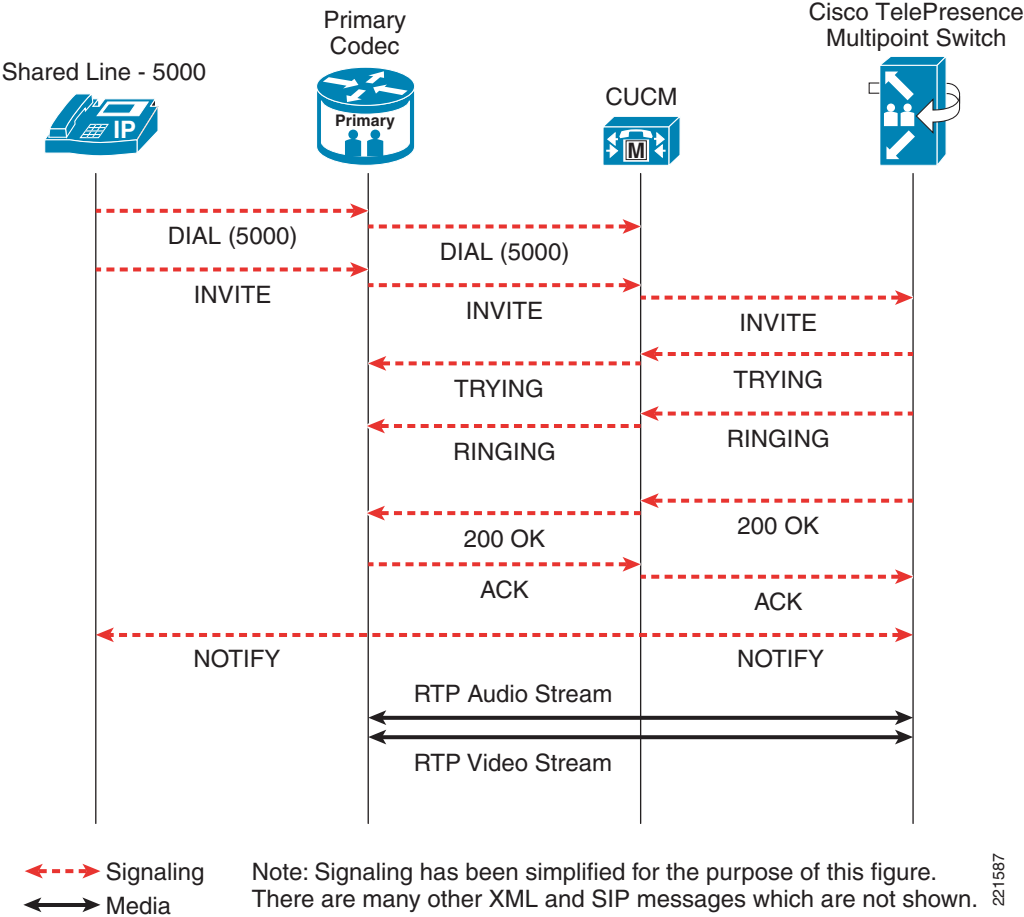 Cisco TelePresence
Multipoint Switch
Primary
Codec
Shared Line - 5000
CUCM
IP
Primary
M
DIAL (5000)
DIAL (5000)
INVITE
INVITE
INVITE
TRYING
TRYING
RINGING
RINGING
200 OK
200 OK
ACK
ACK
NOTIFY
NOTIFY
RTP Audio Stream
RTP Video Stream
Signaling
Media
Note: Signaling has been simplified for the purpose of this figure.
There are many other XML and SIP messages which are not shown.
221587